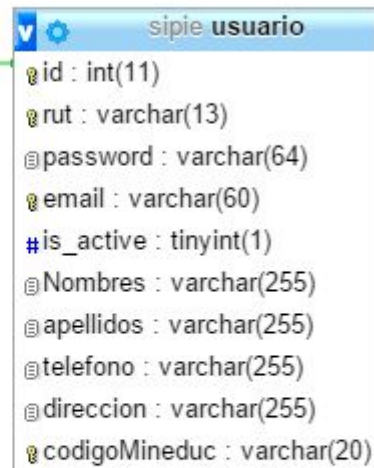 v sipie usuario
id : int(11)
rut : varchar(13)
password : varchar(64)
email : varchar(60)
# is_active : tinyint(1)
Nombres : varchar(255)
apellidos : varchar(255)
telefono : varchar(255)
direccion : varchar(255)
codigoMineduc : varchar(20)